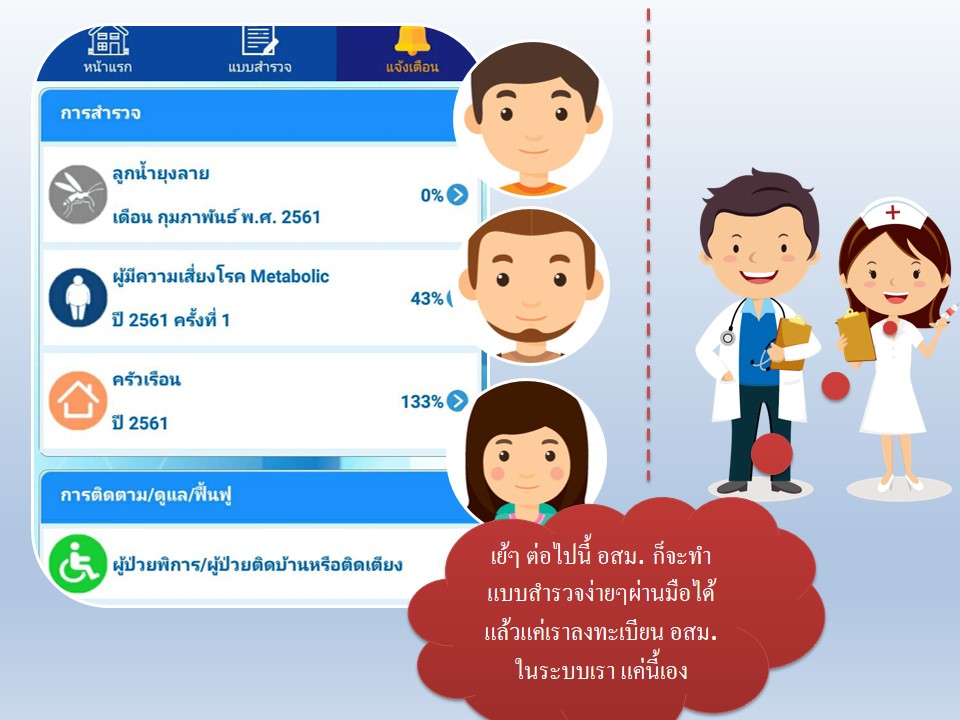 หน้าแรก
แบบสำรวจ
แจ้งเตือน
การสำรวจ
ลูกน้ำยุงลาย
เดือน กุมภาพันธ์ พ.ศ. 2561
0%
ผู้มีความเสี่ยงโรค Metabolic
ปี 2561 ครั้งที่ 1
43%
ครัวเรือน
ปี 2561
133%
การติดตาม/ดูแล/ฟื้นฟู
ผู้ป่วยพิการ/ผู้ป่วยติดบ้านหรือติดเตียง
เย้ๆ ต่อไปนี้ อสม. ก็จะทำ
แบบสำรวจง่ายๆผ่านมือได้
แล้วแค่เราลงทะเบียน อสม.
ในระบบเรา แค่นี้เอง